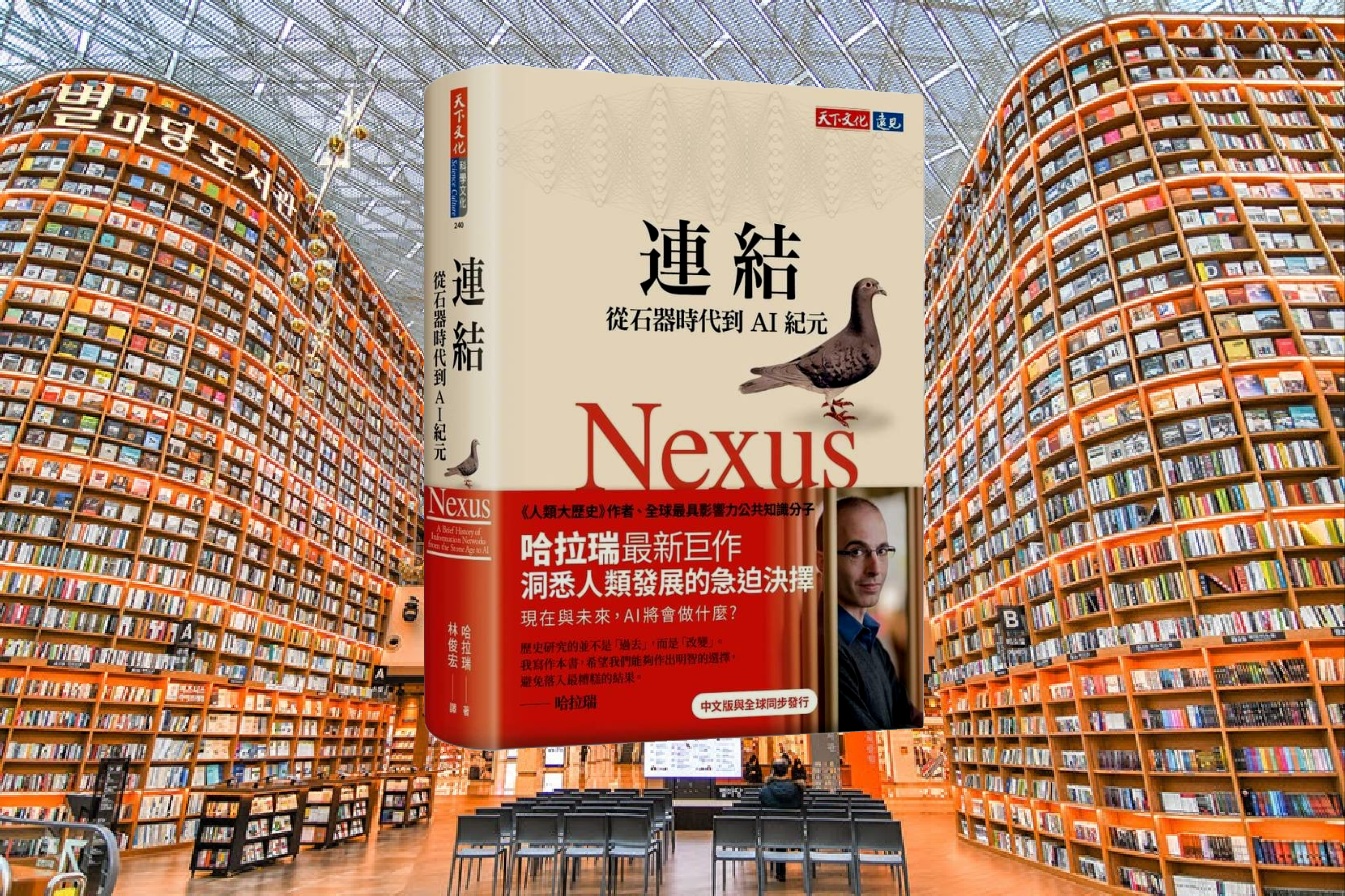 별마당 도서관
天下文化
科學文化
Science Culture
240
連結
從石器時代到AI紀元
Nexus
A Brief History of
Information Networks
from the Stone Age to AI
哈拉瑞——著
林俊宏——譯
天下文化 遠見
連結
從石器時代到 AI 紀元
Nexus
《人類大歷史》作者、全球最具影響力公共知識分子
哈拉瑞最新巨作
洞悉人類發展的急迫決擇
現在與未來，AI將會做什麼？
歷史研究的並不是「過去」，而是「改變」。
我寫作本書，希望我們能夠作出明智的選擇，
避免落入最糟糕的結果。
—— 哈拉瑞
中文版與全球同步發行
A
A
B